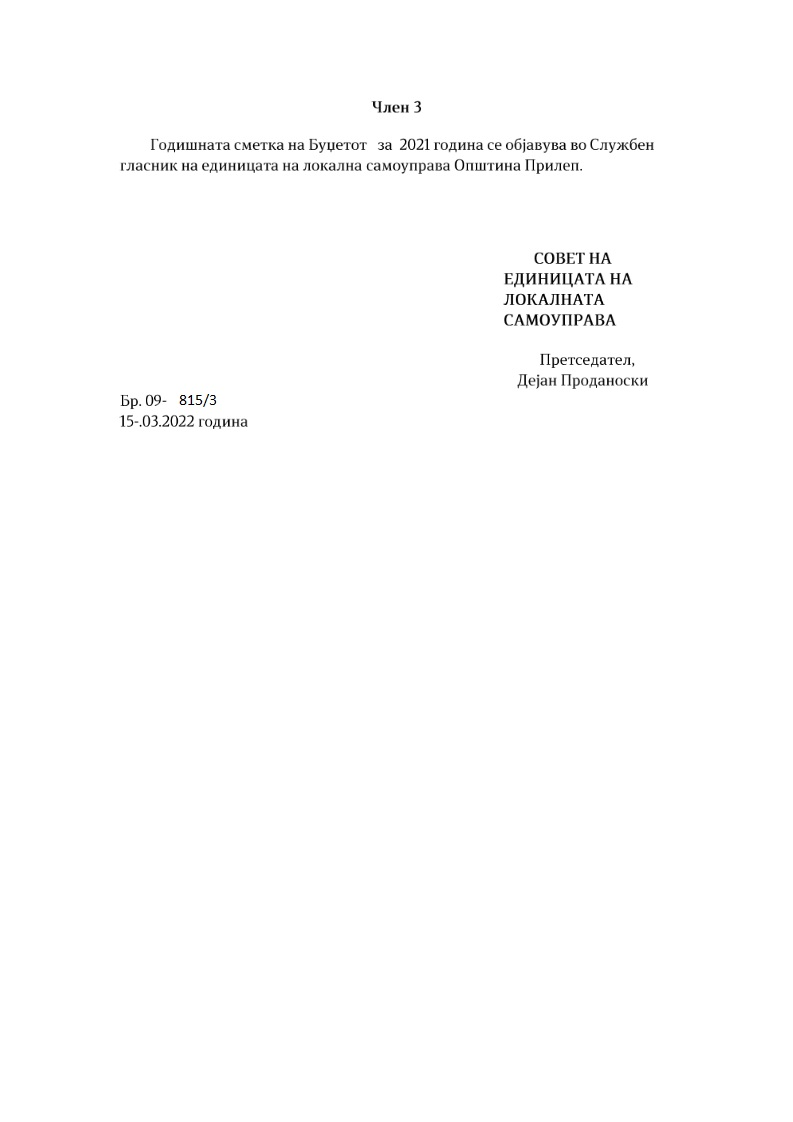 Член 3
Годишната сметка на Буџетот за 2021 година се објавува во Службен
гласник на единицата на локална самоуправа Општина Прилеп.
СОВЕТ НА
ЕДИНИЦАТА НА
ЛОКАЛНАТА
САМОУПРАВА
Претседател,
Дејан Проданоски
Бр. 09- 815/3
15-.03.2022 година